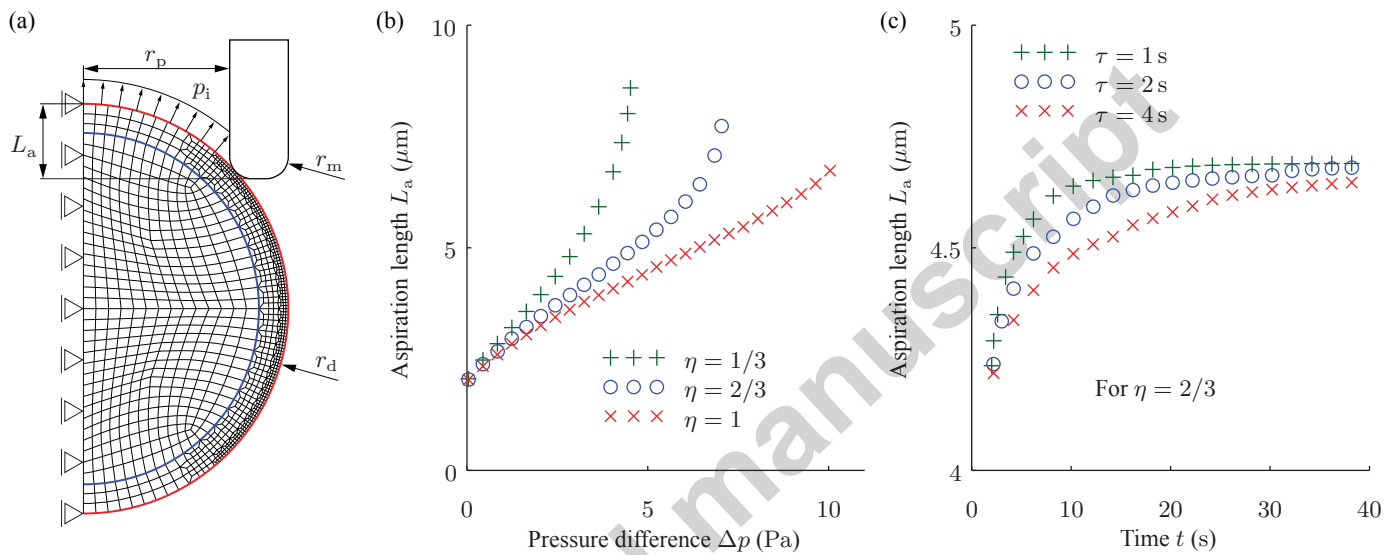 (a)
r_p
p_i
L_a
r_m
r_d
(b)
Aspiration length L_a (μm)
10
5
0
0
5
10
Pressure difference Δp (Pa)
η = 1/3
η = 2/3
η = 1
(c)
Aspiration length L_a (μm)
5
4.5
4
0
10
20
30
40
Time t (s)
τ = 1 s
τ = 2 s
τ = 4 s
For η = 2/3
manuscript